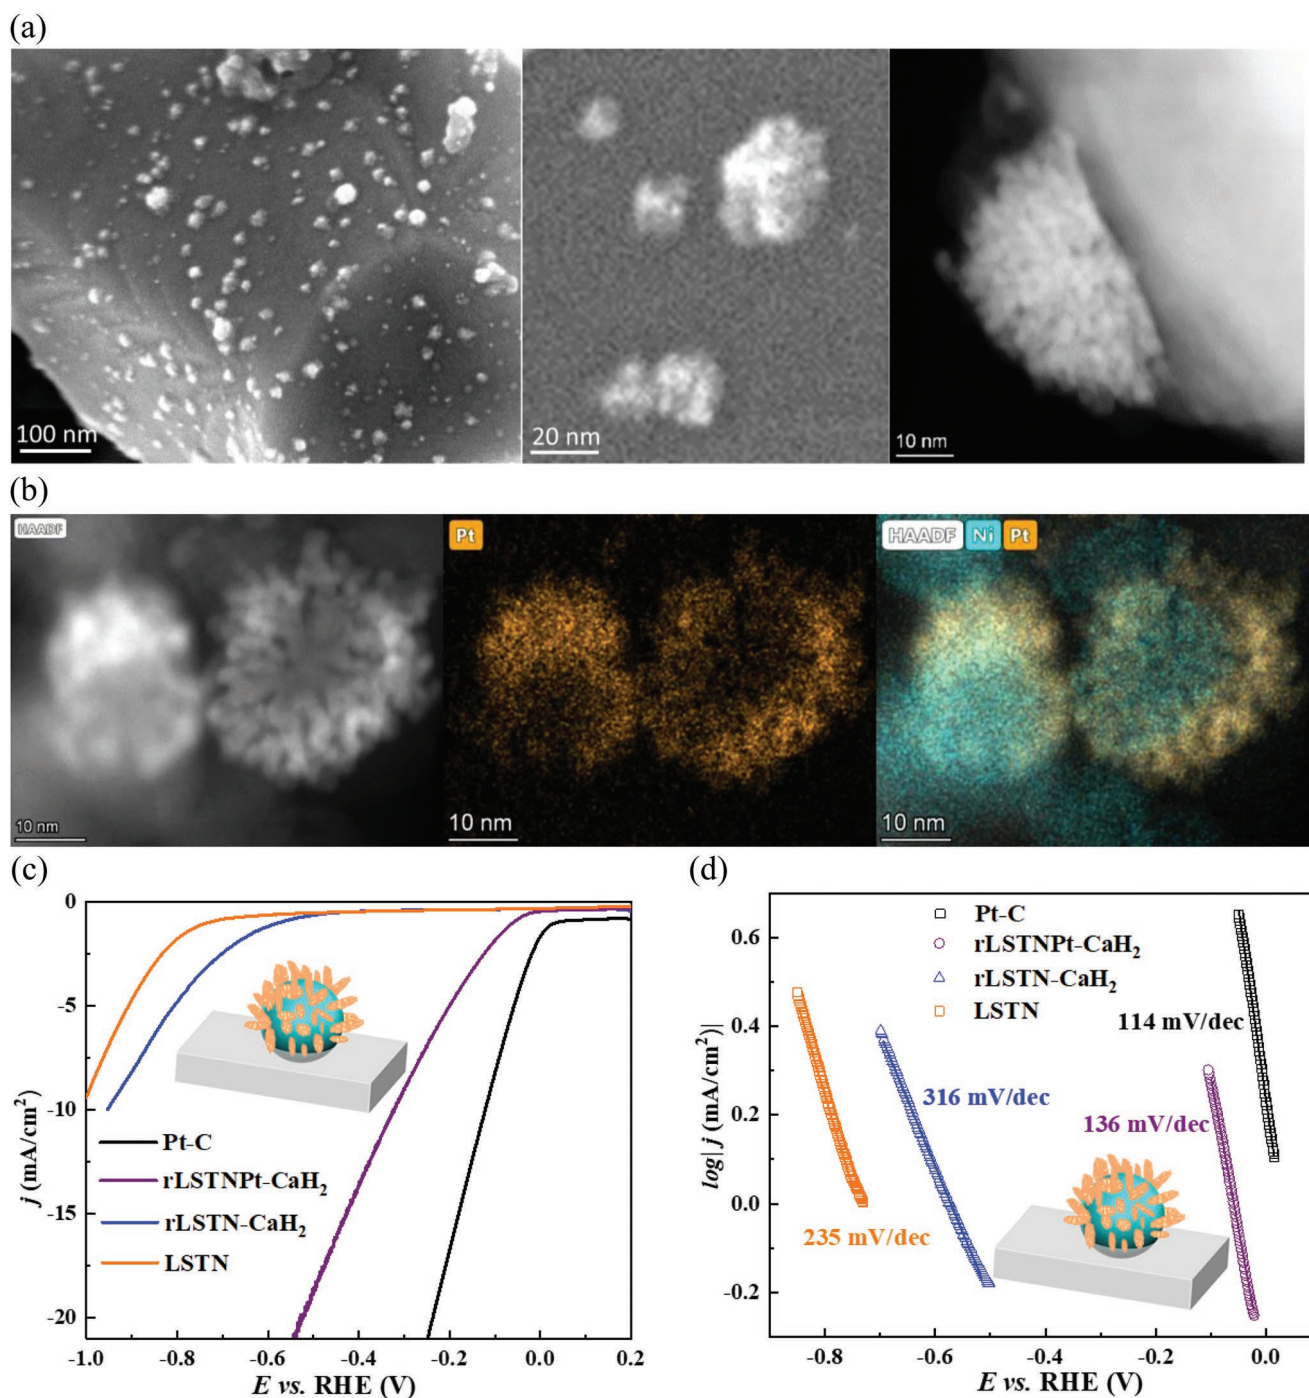 (a)
100 nm
20 nm
10 nm
(b)
HAADF
10 nm
Pt
10 nm
HAADF Ni Pt
10 nm
(c)
0
-5
-10
-15
-20
j (mA/cm²)
Pt-C
rLSTNPt-CaH₂
rLSTN-CaH₂
LSTN
-1.0 -0.8 -0.6 -0.4 -0.2 0.0 0.2
E vs. RHE (V)
(d)
0.6
0.4
0.2
0.0
-0.2
log| j (mA/cm²)|
Pt-C
rLSTNPt-CaH₂
rLSTN-CaH₂
LSTN
114 mV/dec
316 mV/dec
136 mV/dec
235 mV/dec
-0.8 -0.6 -0.4 -0.2 0.0
E vs. RHE (V)